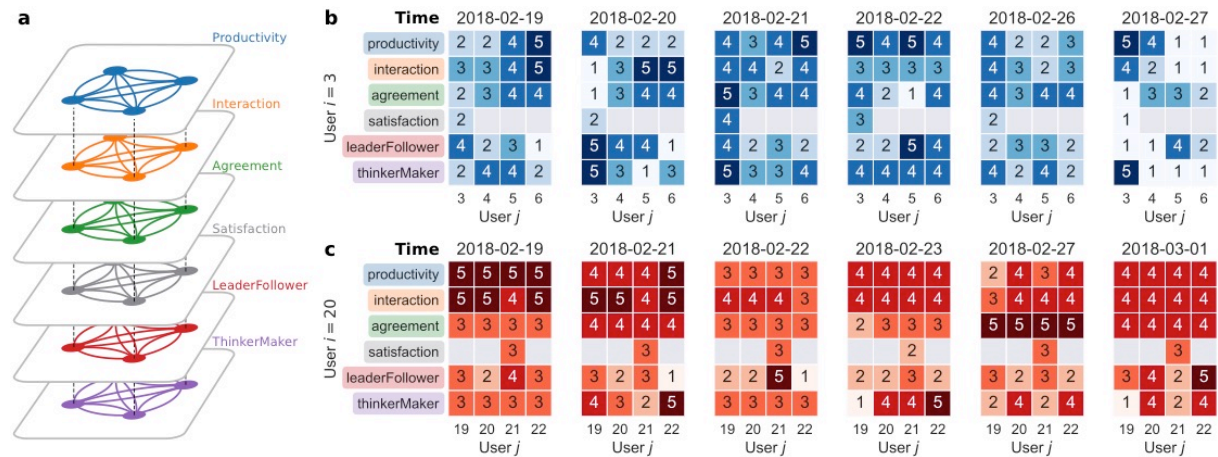 a
Productivity
Interaction
Agreement
Satisfaction
LeaderFollower
ThinkerMaker
b
Time 2018-02-19 2018-02-20 2018-02-21 2018-02-22 2018-02-26 2018-02-27
User i = 3
productivity 2 2 4 5 4 2 2 2 4 3 4 5 5 4 5 4 4 2 2 3 5 4 1 1
interaction 3 3 4 5 1 3 5 5 4 4 2 4 3 3 3 3 4 3 2 3 4 2 1 1
agreement 2 3 4 4 1 3 4 4 5 3 4 4 4 2 1 4 4 3 4 4 1 3 3 2
satisfaction 2 2 4 3 2 1
leaderFollower 4 2 3 1 5 4 4 2 4 2 3 2 4 2 5 4 2 3 3 2 1 1 4 2
thinkerMaker 2 4 4 2 5 3 1 3 5 3 3 4 4 4 4 4 2 4 4 2 5 1 1 1
3 4 5 6 3 4 5 6 3 4 5 6 3 4 5 6 3 4 5 6 3 4 5 6
User j User j User j User j User j User j
c
Time 2018-02-19 2018-02-21 2018-02-22 2018-02-23 2018-02-27 2018-03-01
User i = 20
productivity 5 5 5 5 4 4 4 5 3 3 3 3 4 4 4 4 2 4 3 4 4 4 4 4
interaction 5 5 4 5 5 5 4 5 4 4 4 3 4 4 4 4 3 4 4 4 4 4 4 4
agreement 3 3 3 3 4 4 4 4 3 3 3 3 2 3 3 3 5 5 5 5 4 4 4 4
satisfaction 3 3 3 2 3 3
leaderFollower 3 2 4 3 3 2 3 1 2 2 5 1 2 2 3 2 3 2 3 2 3 4 2 5
thinkerMaker 3 3 3 3 4 3 2 5 3 3 3 3 1 4 4 5 2 4 2 4 1 4 2 4
19 20 21 22 19 20 21 22 19 20 21 22 19 20 21 22 19 20 21 22 19 20 21 22
User j User j User j User j User j User j